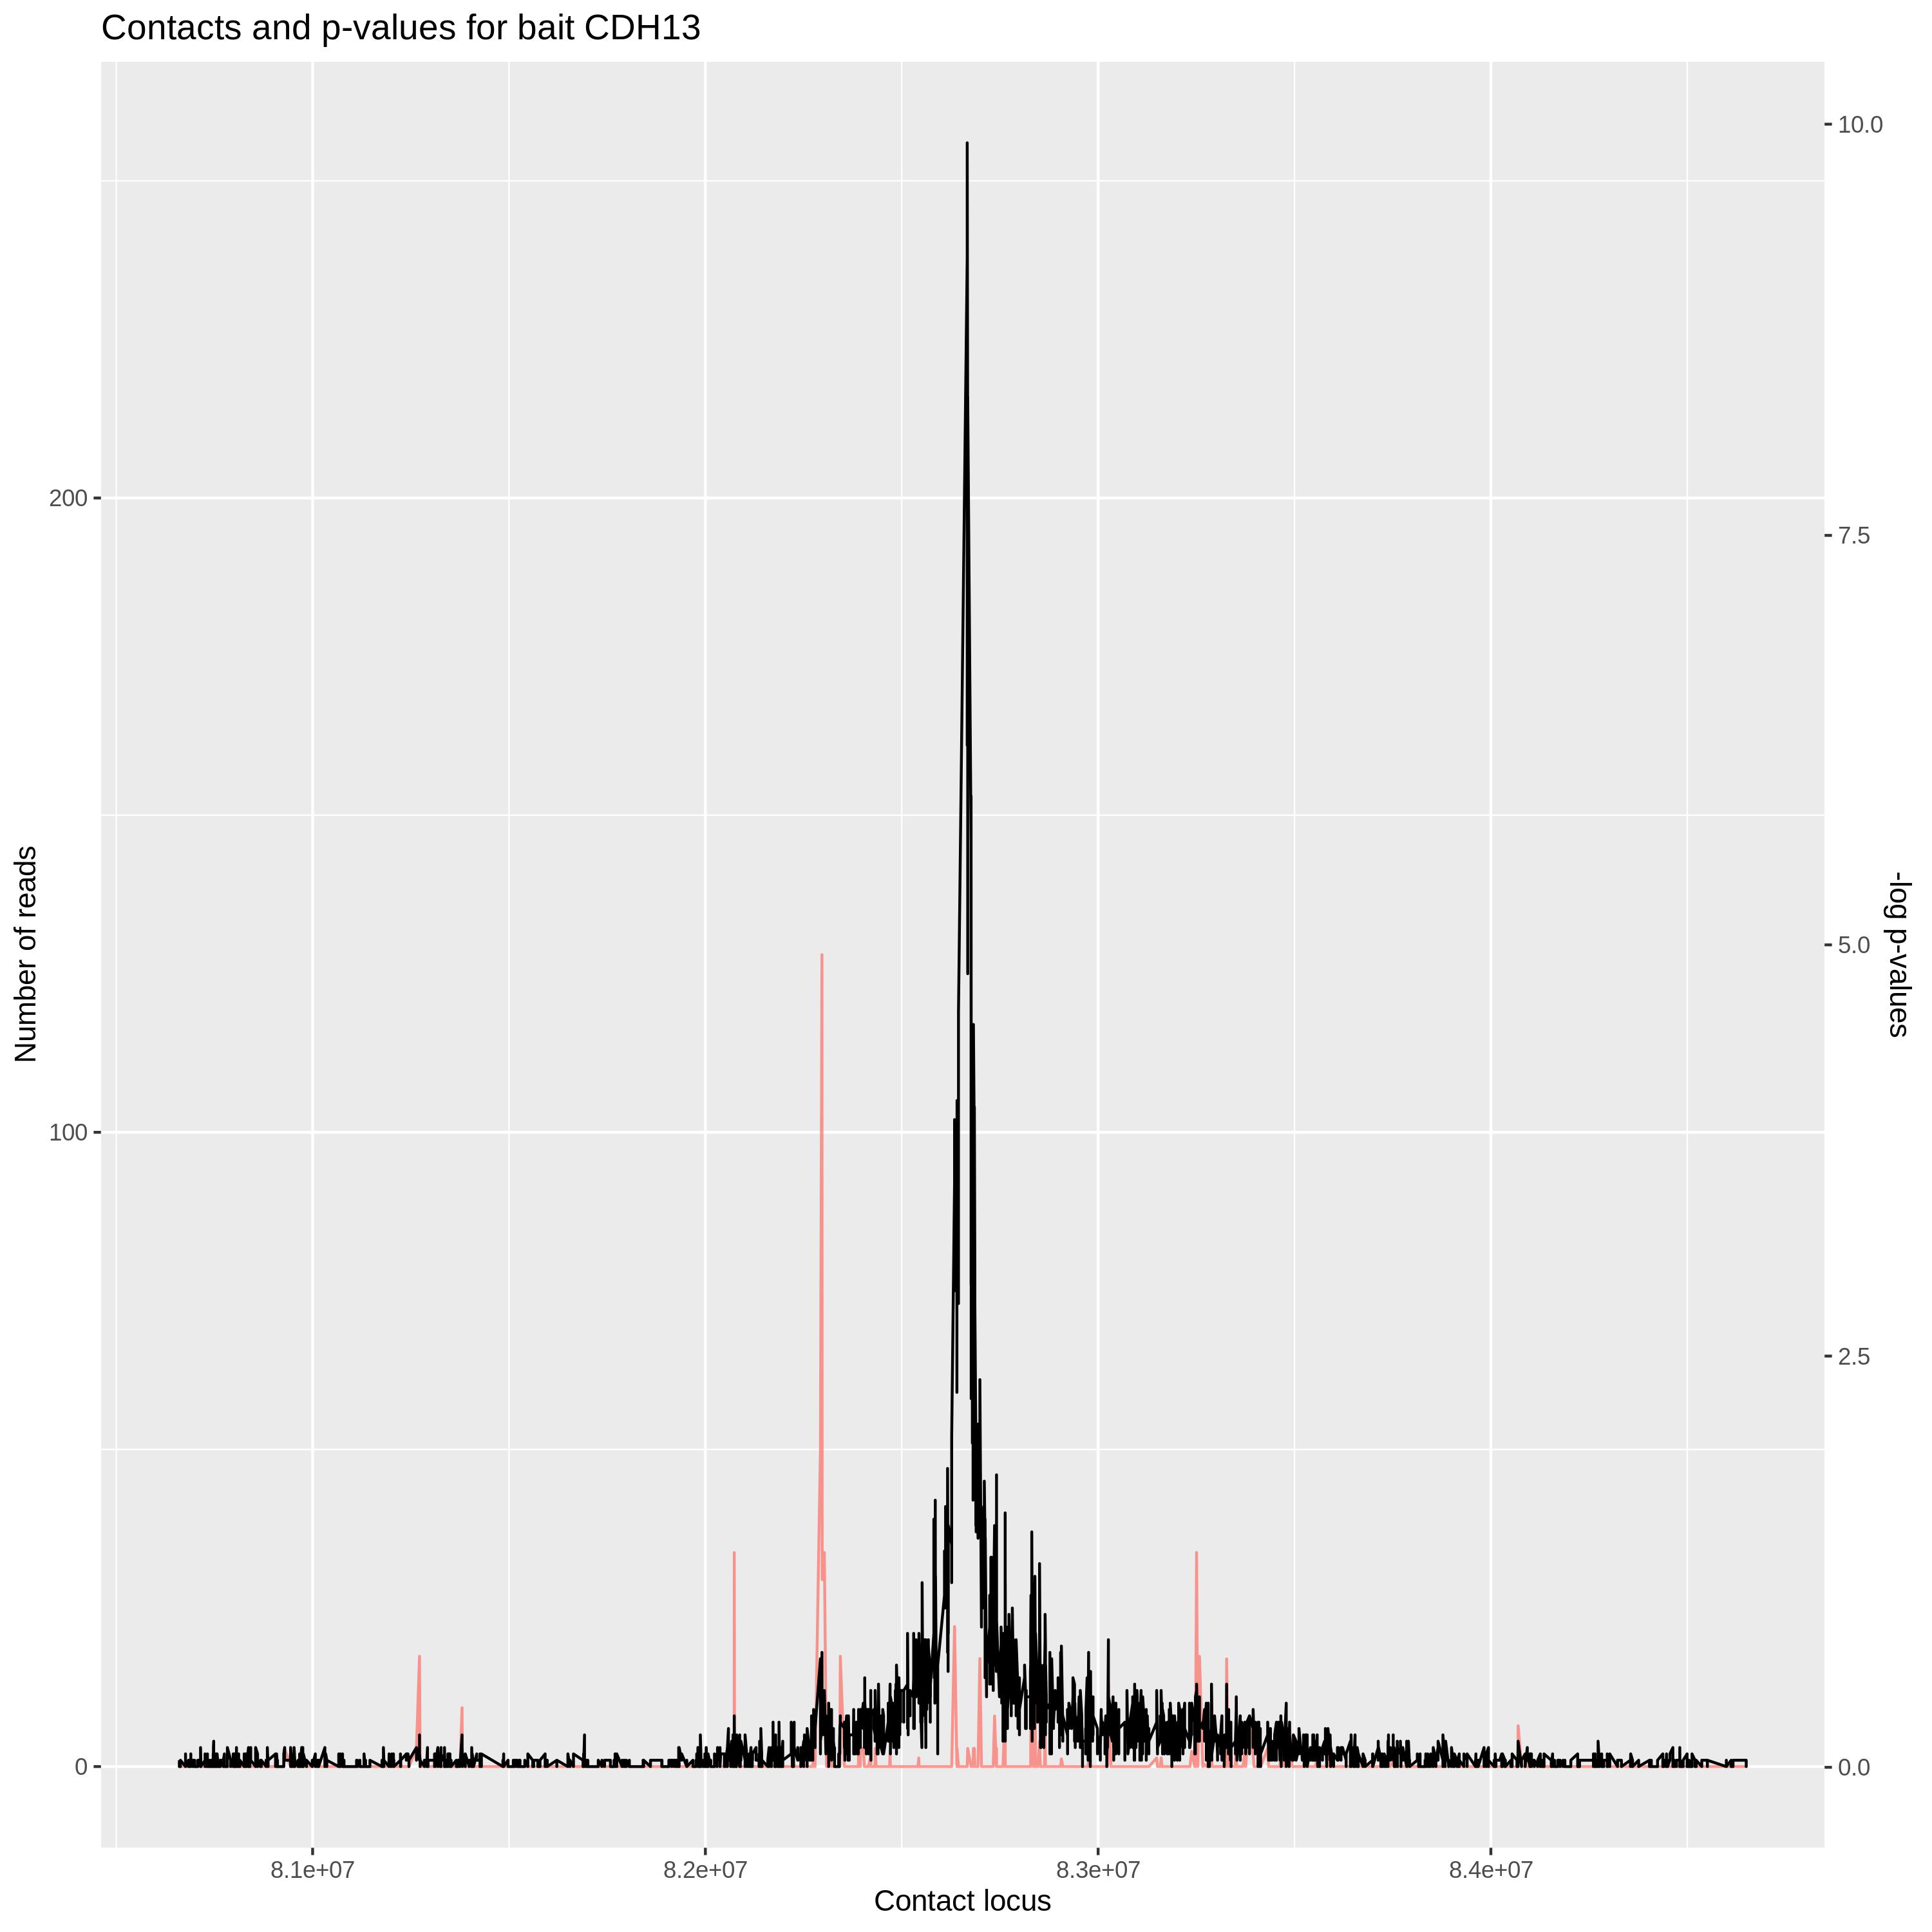 Contacts and p-values for bait CDH13
10.0
200
7.5
Number of reads
-log p-values
5.0
100
2.5
0
0.0
8.1e+07 8.2e+07 8.3e+07 8.4e+07
Contact locus